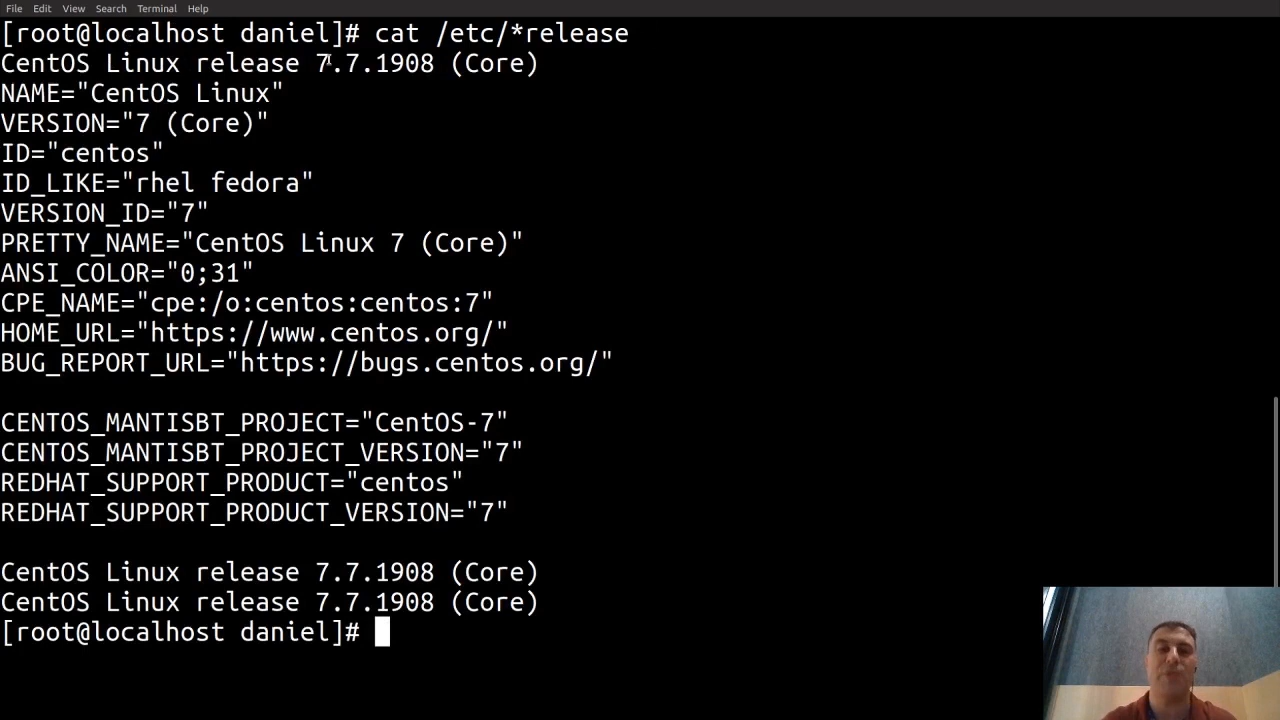 File Edit View Search Terminal Help
[root@localhost daniel]# cat /etc/*release
CentOS Linux release 7.7.1908 (Core)
NAME="CentOS Linux"
VERSION="7 (Core)"
ID="centos"
ID_LIKE="rhel fedora"
VERSION_ID="7"
PRETTY_NAME="CentOS Linux 7 (Core)"
ANSI_COLOR="0;31"
CPE_NAME="cpe:/o:centos:centos:7"
HOME_URL="https://www.centos.org/"
BUG_REPORT_URL="https://bugs.centos.org/"
CENTOS_MANTISBT_PROJECT="CentOS-7"
CENTOS_MANTISBT_PROJECT_VERSION="7"
REDHAT_SUPPORT_PRODUCT="centos"
REDHAT_SUPPORT_PRODUCT_VERSION="7"
CentOS Linux release 7.7.1908 (Core)
CentOS Linux release 7.7.1908 (Core)
[root@localhost daniel]#